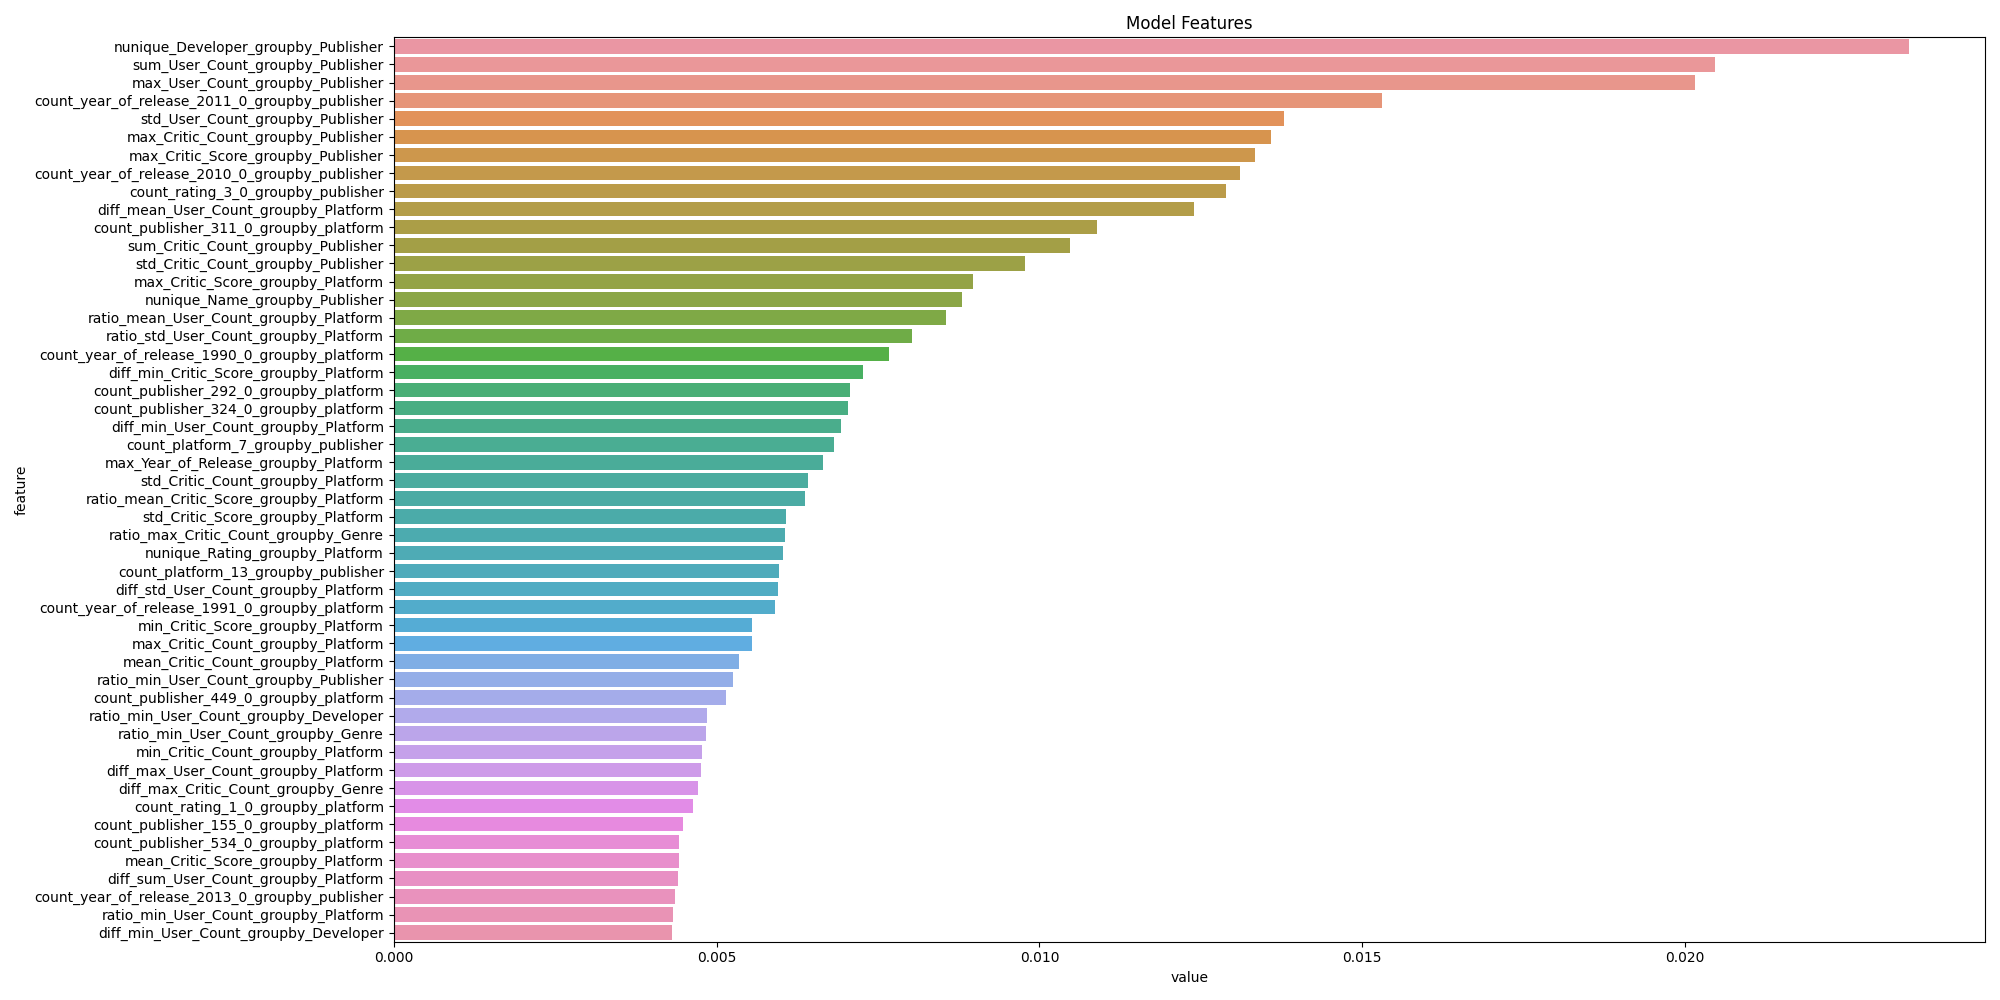 Model Features
nunique_Developer_groupby_Publisher
sum_User_Count_groupby_Publisher
max_User_Count_groupby_Publisher
count_year_of_release_2011_0_groupby_publisher
std_User_Count_groupby_Publisher
max_Critic_Count_groupby_Publisher
max_Critic_Score_groupby_Publisher
count_year_of_release_2010_0_groupby_publisher
count_rating_3_0_groupby_publisher
diff_mean_User_Count_groupby_Platform
count_publisher_311_0_groupby_platform
sum_Critic_Count_groupby_Publisher
std_Critic_Count_groupby_Publisher
max_Critic_Score_groupby_Platform
nunique_Name_groupby_Publisher
ratio_mean_User_Count_groupby_Platform
ratio_std_User_Count_groupby_Platform
count_year_of_release_1990_0_groupby_platform
diff_min_Critic_Score_groupby_Platform
count_publisher_292_0_groupby_platform
count_publisher_324_0_groupby_platform
diff_min_User_Count_groupby_Platform
count_platform_7_groupby_publisher
max_Year_of_Release_groupby_Platform
std_Critic_Count_groupby_Platform
ratio_mean_Critic_Score_groupby_Platform
std_Critic_Score_groupby_Platform
ratio_max_Critic_Count_groupby_Genre
nunique_Rating_groupby_Platform
count_platform_13_groupby_publisher
diff_std_User_Count_groupby_Platform
count_year_of_release_1991_0_groupby_platform
min_Critic_Score_groupby_Platform
max_Critic_Count_groupby_Platform
mean_Critic_Count_groupby_Platform
ratio_min_User_Count_groupby_Publisher
count_publisher_449_0_groupby_platform
ratio_min_User_Count_groupby_Developer
ratio_min_User_Count_groupby_Genre
min_Critic_Count_groupby_Platform
diff_max_User_Count_groupby_Platform
diff_max_Critic_Count_groupby_Genre
count_rating_1_0_groupby_platform
count_publisher_155_0_groupby_platform
count_publisher_534_0_groupby_platform
mean_Critic_Score_groupby_Platform
diff_sum_User_Count_groupby_Platform
count_year_of_release_2013_0_groupby_publisher
ratio_min_User_Count_groupby_Platform
diff_min_User_Count_groupby_Developer
feature
0.000 0.005 0.010 0.015 0.020
value